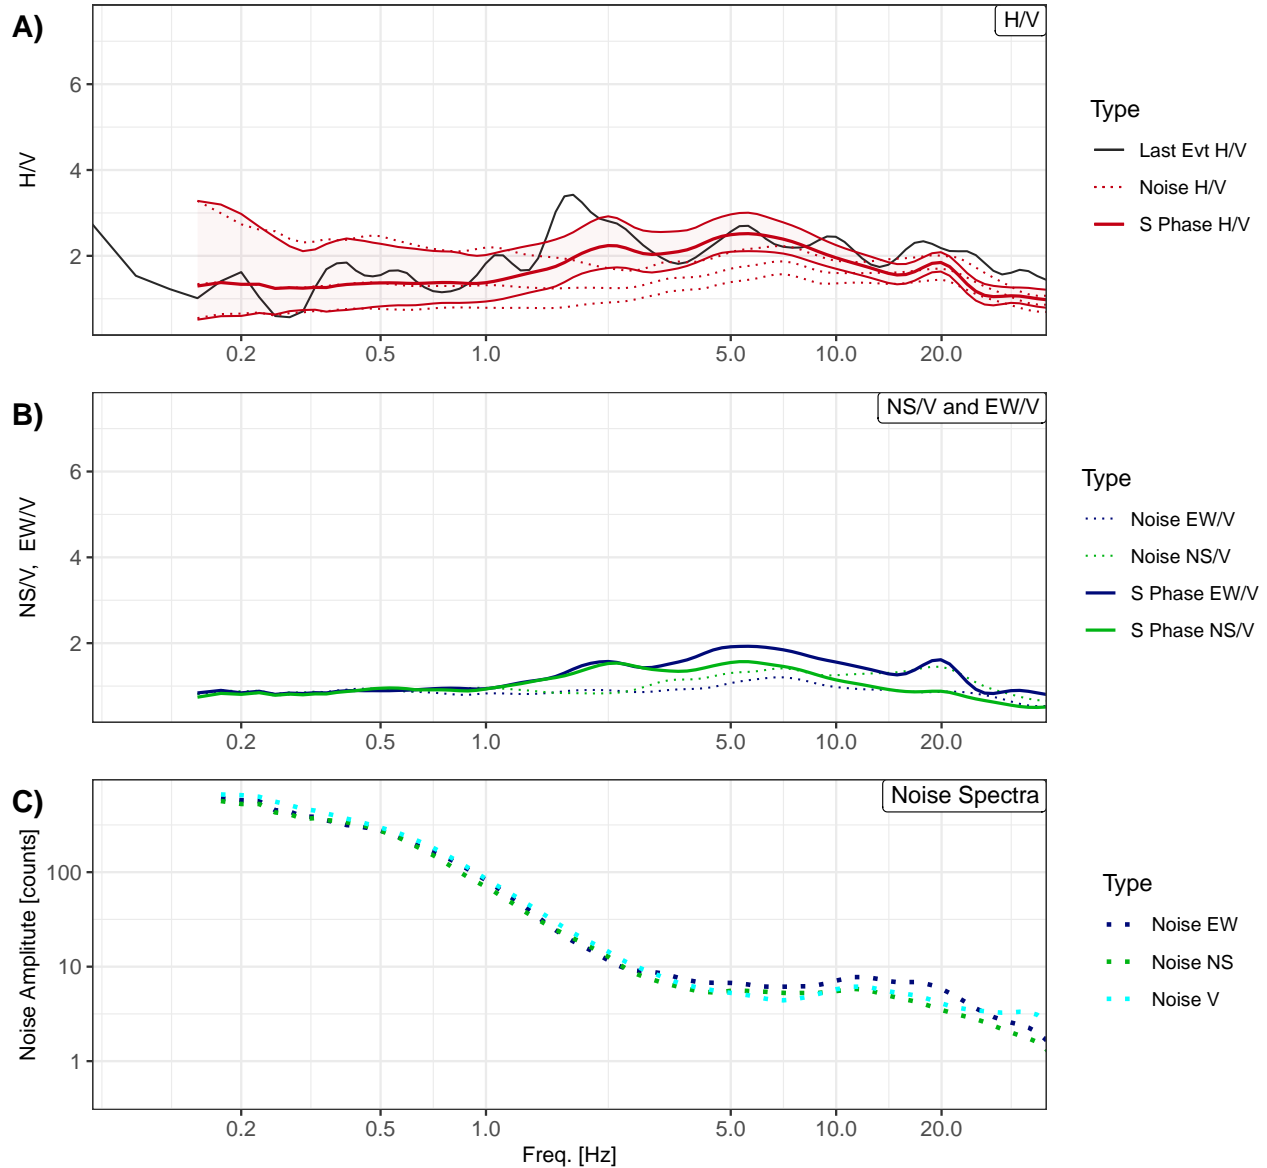 A)
H/V
6
4
2
H/V
0.2 0.5 1.0 5.0 10.0 20.0
Type
Last Evt H/V
Noise H/V
S Phase H/V
B)
NS/V and EW/V
6
4
2
NS/V,  EW/V
0.2 0.5 1.0 5.0 10.0 20.0
Type
Noise EW/V
Noise NS/V
S Phase EW/V
S Phase NS/V
C)
Noise Spectra
100
10
1
Noise Amplitute [counts]
0.2 0.5 1.0 5.0 10.0 20.0
Freq. [Hz]
Type
Noise EW
Noise NS
Noise V